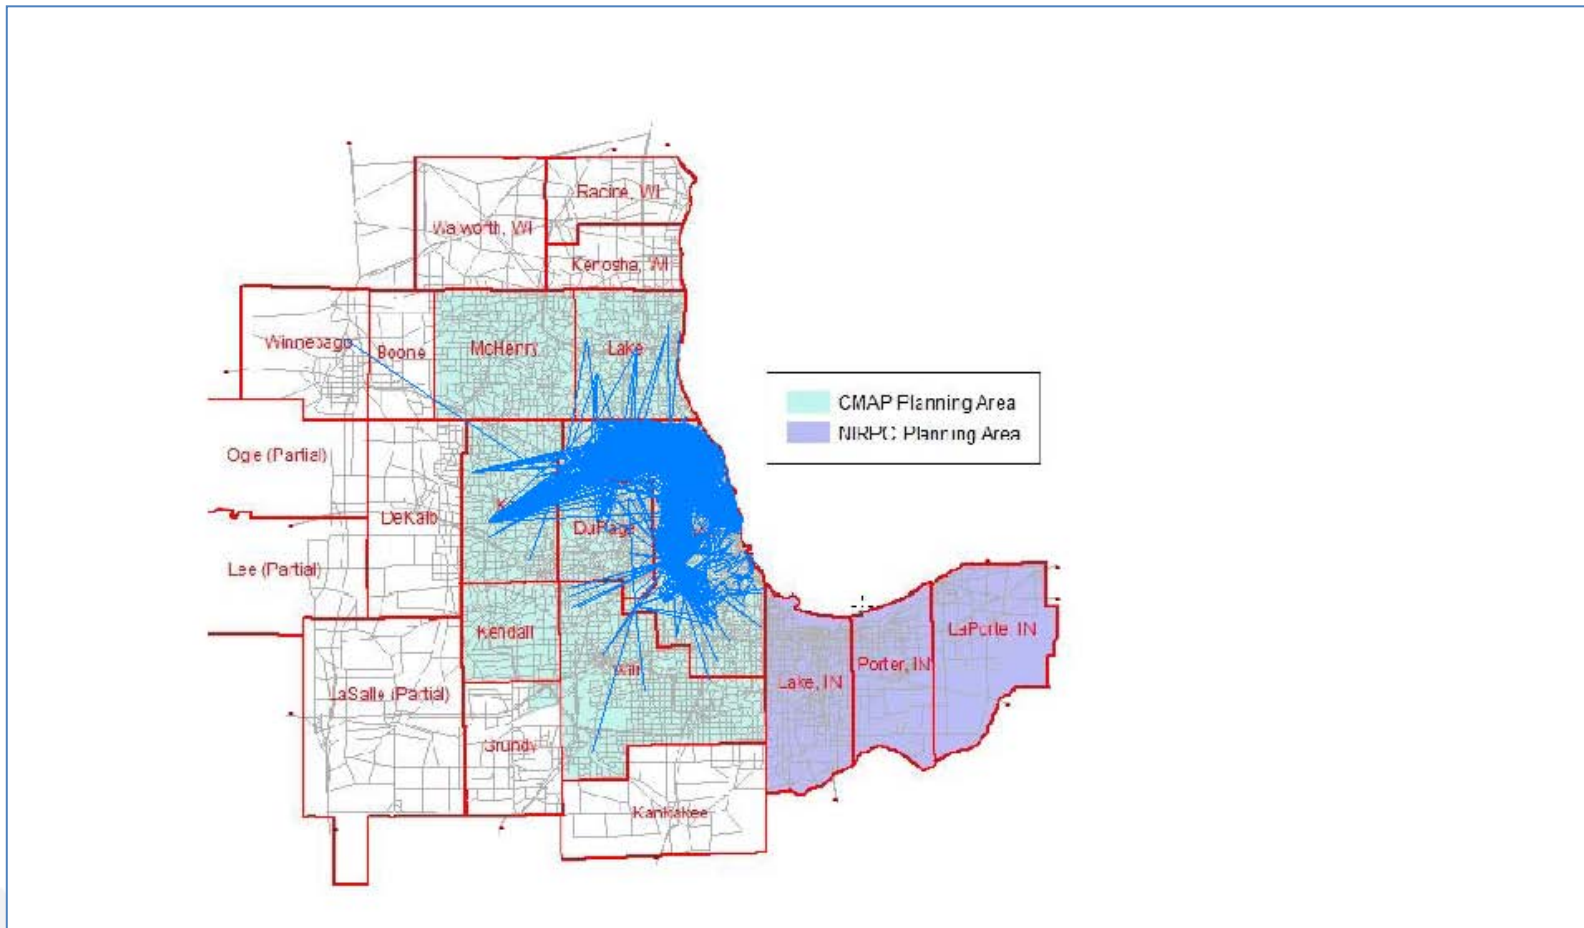 Racine, WI
Walworth, WI
Kenosha, WI
Winnebago
Boone
McHenry
Lake
CMAP Planning Area
NIRPC Planning Area
Ogle (Partial)
DeKalb
DuPage
Lee (Partial)
Kendall
LaPorte, IN
Porter, IN
Will
Lake, IN
LaSalle (Partial)
Grundy
Kankakee